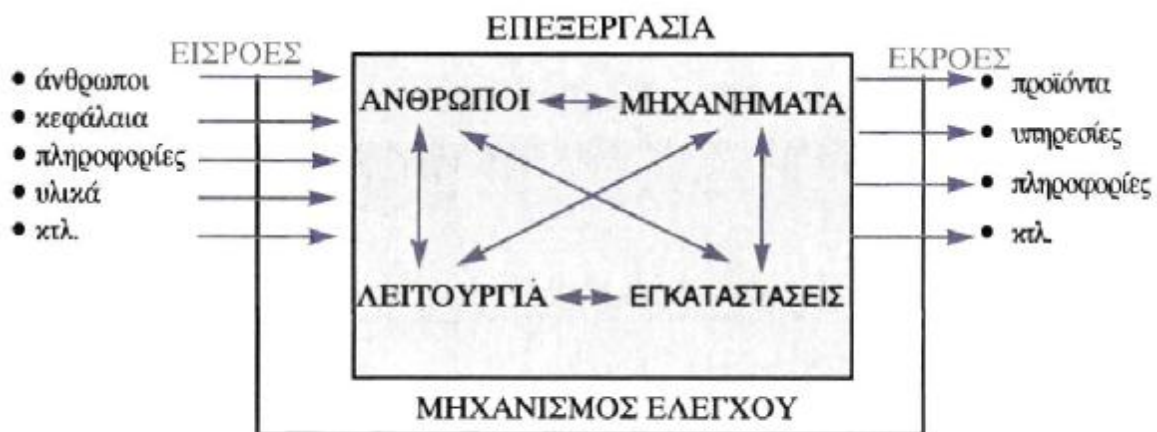 ΕΠΕΞΕΡΓΑΣΙΑ
ΕΙΣΡΟΕΣ
• άνθρωποι
• κεφάλαια
• πληροφορίες
• υλικά
• κτλ.
ΑΝΘΡΩΠΟΙ ΜΗΧΑΝΗΜΑΤΑ
ΛΕΙΤΟΥΡΓΙΑ ΕΓΚΑΤΑΣΤΑΣΕΙΣ
ΕΚΡΟΕΣ
• προϊόντα
• υπηρεσίες
• πληροφορίες
• κτλ.
ΜΗΧΑΝΙΣΜΟΣ ΕΛΕΓΧΟΥ